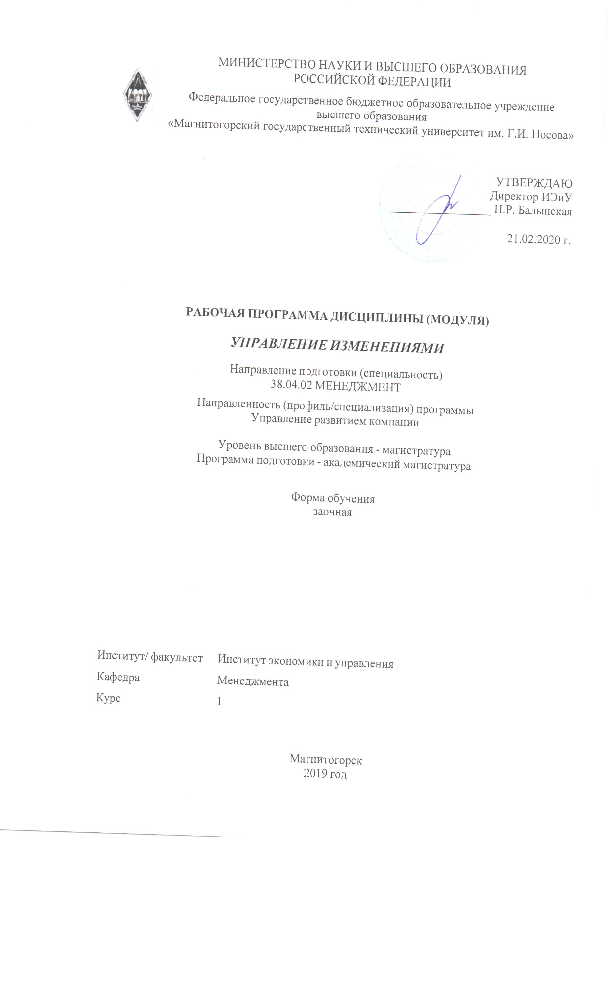 МИНИСТЕРСТВО НАУКИ И ВЫСШЕГО ОБРАЗОВАНИЯ
РОССИЙСКОЙ ФЕДЕРАЦИИ
Федеральное государственное бюджетное образовательное учреждение
высшего образования
«Магнитогорский государственный технический университет им. Г.И. Носова»
МГТУ
УТВЕРЖДАЮ
Директор ИЭиУ
Н.Р. Балынская
21.02.2020 г.
РАБОЧАЯ ПРОГРАММА ДИСЦИПЛИНЫ (МОДУЛЯ)
УПРАВЛЕНИЕ ИЗМЕНЕНИЯМИ
Направление подготовки (специальность)
38.04.02 МЕНЕДЖМЕНТ
Направленность (профиль/специализация) программы
Управление развитием компании
Уровень высшего образования - магистратура
Программа подготовки - академический магистратура
Форма обучения
заочная
Институт/ факультет Институт экономики и управления
Кафедра Менеджмента
Курс 1
Магнитогорск
2019 год